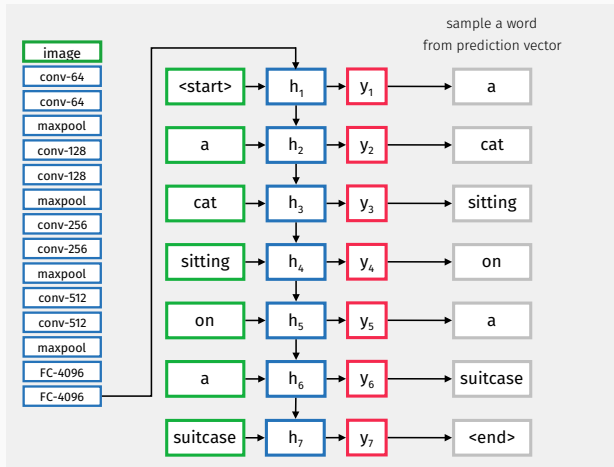 sample a word
from prediction vector
image
conv-64
conv-64
maxpool
conv-128
conv-128
maxpool
conv-256
conv-256
maxpool
conv-512
conv-512
maxpool
FC-4096
FC-4096
<start> h₁ y₁ a
a h₂ y₂ cat
cat h₃ y₃ sitting
sitting h₄ y₄ on
on h₅ y₅ a
a h₆ y₆ suitcase
suitcase h₇ y₇ <end>